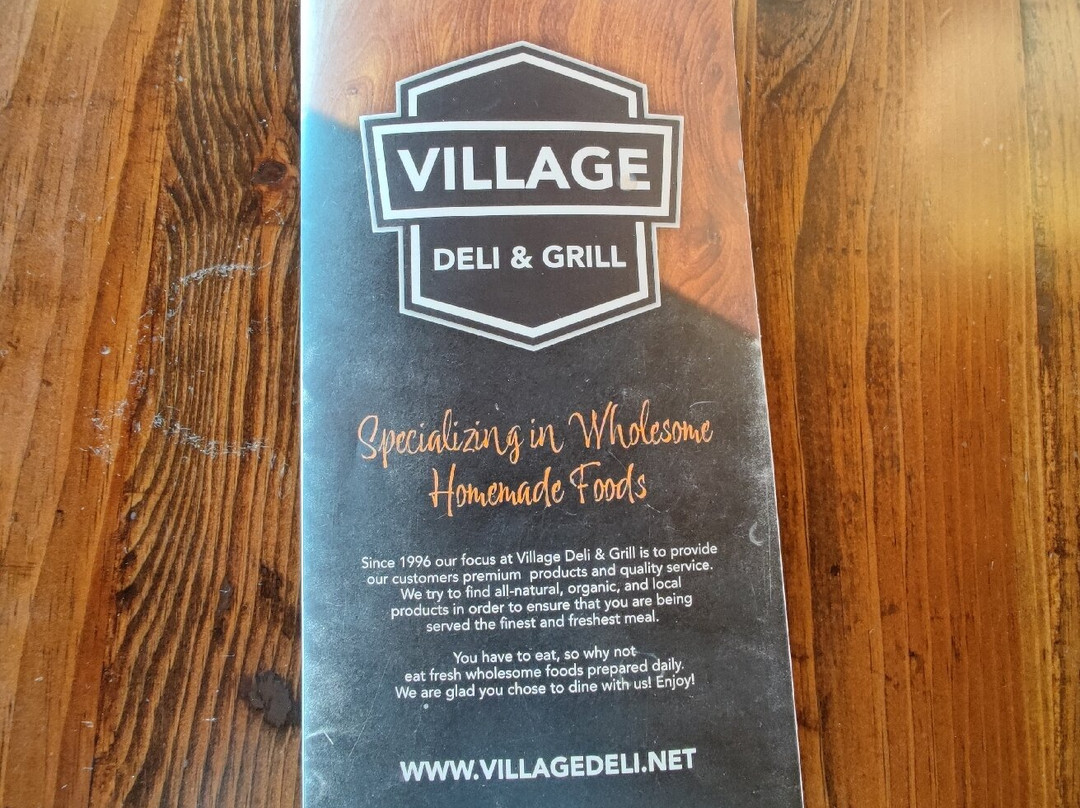 VILLAGE
DELI & GRILL
Specializing in Wholesome
Homemade Foods
Since 1996 our focus at Village Deli & Grill is to provide
our customers premium products and quality service.
We try to find all-natural, organic, and local
products in order to ensure that you are being
served the finest and freshest meal.
You have to eat, so why not
eat fresh wholesome foods prepared daily.
We are glad you chose to dine with us! Enjoy!
WWW.VILLAGEDELI.NET